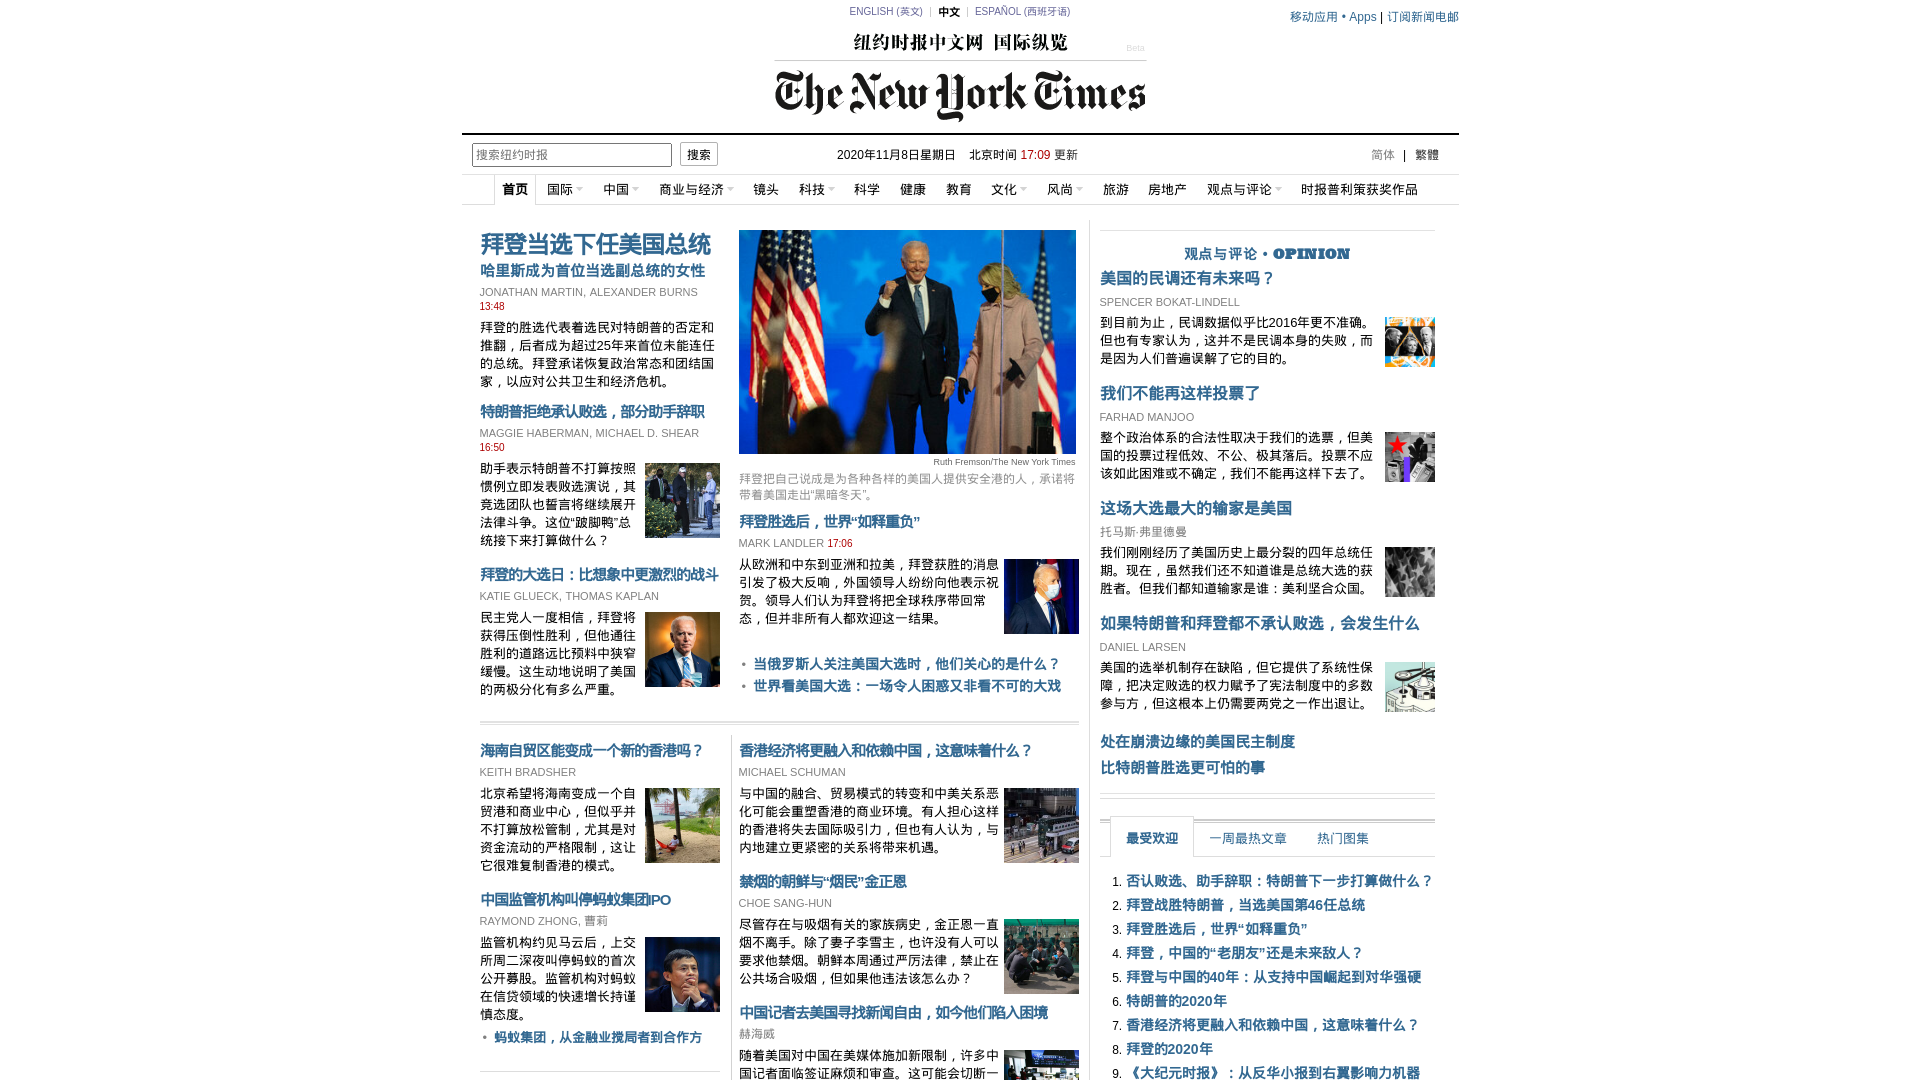 ENGLISH (英文) | 中文 | ESPAÑOL (西班牙语)
移动应用 • Apps | 订阅新闻电邮
纽约时报中文网 国际纵览
Beta
The New York Times
搜索纽约时报
搜索
2020年11月8日星期日 北京时间 17:09 更新
简体 | 繁體
首页 国际 中国 商业与经济 镜头 科技 科学 健康 教育 文化 风尚 旅游 房地产 观点与评论 时报普利策获奖作品
拜登当选下任美国总统
哈里斯成为首位当选副总统的女性
JONATHAN MARTIN, ALEXANDER BURNS
13:48
拜登的胜选代表着选民对特朗普的否定和
推翻，后者成为超过25年来首位未能连任
的总统。拜登承诺恢复政治常态和团结国
家，以应对公共卫生和经济危机。
特朗普拒绝承认败选，部分助手辞职
MAGGIE HABERMAN, MICHAEL D. SHEAR
16:50
助手表示特朗普不打算按照
惯例立即发表败选演说，其
竞选团队也誓言将继续展开
法律斗争。这位“跛脚鸭”总
统接下来打算做什么？
拜登的大选日：比想象中更激烈的战斗
KATIE GLUECK, THOMAS KAPLAN
民主党人一度相信，拜登将
获得压倒性胜利，但他通往
胜利的道路远比预料中狭窄
缓慢。这生动地说明了美国
的两极分化有多么严重。
Ruth Fremson/The New York Times
拜登把自己说成是为各种各样的美国人提供安全港的人，承诺将
带着美国走出“黑暗冬天”。
拜登胜选后，世界“如释重负”
MARK LANDLER 17:06
从欧洲和中东到亚洲和拉美，拜登获胜的消息
引发了极大反响，外国领导人纷纷向他表示祝
贺。领导人们认为拜登将把全球秩序带回常
态，但并非所有人都欢迎这一结果。
• 当俄罗斯人关注美国大选时，他们关心的是什么？
• 世界看美国大选：一场令人困惑又非看不可的大戏
海南自贸区能变成一个新的香港吗？
KEITH BRADSHER
北京希望将海南变成一个自
贸港和商业中心，但似乎并
不打算放松管制，尤其是对
资金流动的严格限制，这让
它很难复制香港的模式。
中国监管机构叫停蚂蚁集团IPO
RAYMOND ZHONG, 曹莉
监管机构约见马云后，上交
所周二深夜叫停蚂蚁的首次
公开募股。监管机构对蚂蚁
在信贷领域的快速增长持谨
慎态度。
• 蚂蚁集团，从金融业搅局者到合作方
香港经济将更融入和依赖中国，这意味着什么？
MICHAEL SCHUMAN
与中国的融合、贸易模式的转变和中美关系恶
化可能会重塑香港的商业环境。有人担心这样
的香港将失去国际吸引力，但也有人认为，与
内地建立更紧密的关系将带来机遇。
禁烟的朝鲜与“烟民”金正恩
CHOE SANG-HUN
尽管存在与吸烟有关的家族病史，金正恩一直
烟不离手。除了妻子李雪主，也许没有人可以
要求他禁烟。朝鲜本周通过严厉法律，禁止在
公共场合吸烟，但如果他违法该怎么办？
中国记者去美国寻找新闻自由，如今他们陷入困境
赫海威
随着美国对中国在美媒体施加新限制，许多中
国记者面临签证麻烦和审查。这可能会切断一
观点与评论 • OPINION
美国的民调还有未来吗？
SPENCER BOKAT-LINDELL
到目前为止，民调数据似乎比2016年更不准确。
但也有专家认为，这并不是民调本身的失败，而
是因为人们普遍误解了它的目的。
我们不能再这样投票了
FARHAD MANJOO
整个政治体系的合法性取决于我们的选票，但美
国的投票过程低效、不公、极其落后。投票不应
该如此困难或不确定，我们不能再这样下去了。
这场大选最大的输家是美国
托马斯·弗里德曼
我们刚刚经历了美国历史上最分裂的四年总统任
期。现在，虽然我们还不知道谁是总统大选的获
胜者。但我们都知道输家是谁：美利坚合众国。
如果特朗普和拜登都不承认败选，会发生什么
DANIEL LARSEN
美国的选举机制存在缺陷，但它提供了系统性保
障，把决定败选的权力赋予了宪法制度中的多数
参与方，但这根本上仍需要两党之一作出退让。
处在崩溃边缘的美国民主制度
比特朗普胜选更可怕的事
最受欢迎 一周最热文章 热门图集
1. 否认败选、助手辞职：特朗普下一步打算做什么？
2. 拜登战胜特朗普，当选美国第46任总统
3. 拜登胜选后，世界“如释重负”
4. 拜登，中国的“老朋友”还是未来敌人？
5. 拜登与中国的40年：从支持中国崛起到对华强硬
6. 特朗普的2020年
7. 香港经济将更融入和依赖中国，这意味着什么？
8. 拜登的2020年
9. 《大纪元时报》：从反华小报到右翼影响力机器